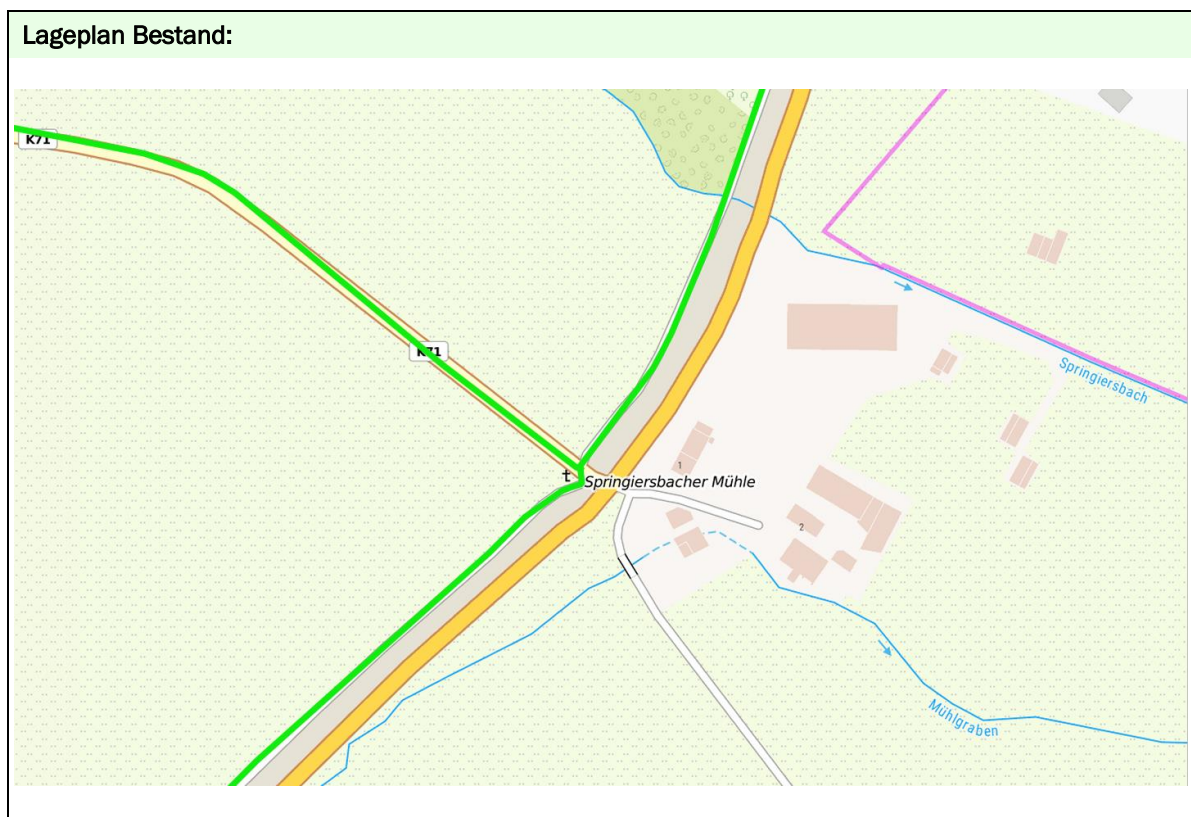 Lageplan Bestand:
K71
K71
Springiersbach
1
Springiersbacher Mühle
2
Mühlgraben